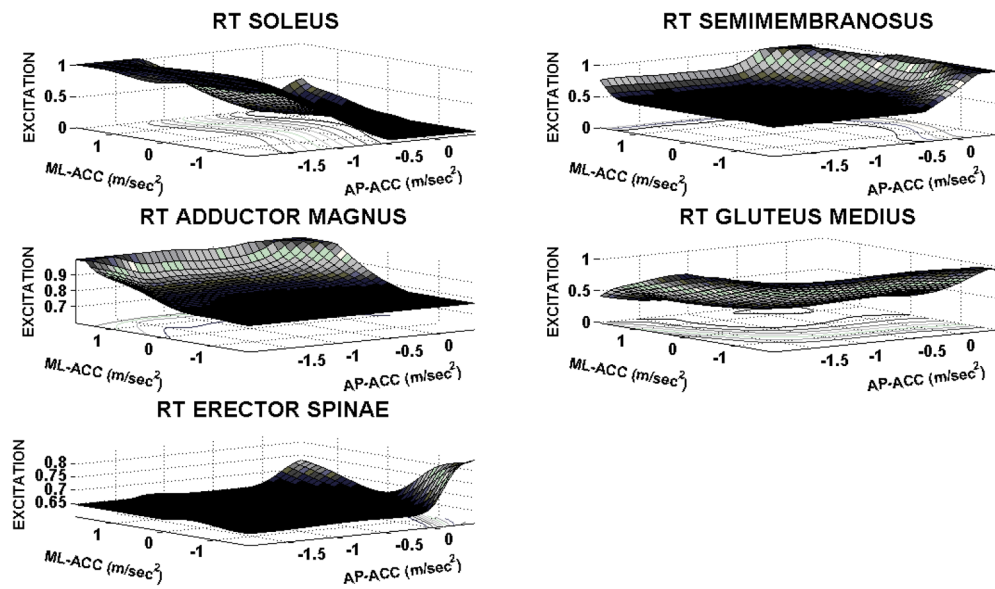 RT SOLEUS
EXCITATION
1
0.5
0
1
0
-1
ML-ACC (m/sec²)
-1.5
-1
-0.5
0
AP-ACC (m/sec²)
RT SEMIMEMBRANOSUS
EXCITATION
1
0.5
0
1
0
-1
ML-ACC (m/sec²)
-1.5
-1
-0.5
0
AP-ACC (m/sec²)
RT ADDUCTOR MAGNUS
EXCITATION
0.9
0.8
0.7
1
0
-1
ML-ACC (m/sec²)
-1.5
-1
-0.5
0
AP-ACC (m/sec²)
RT GLUTEUS MEDIUS
EXCITATION
1
0.5
0
1
0
-1
ML-ACC (m/sec²)
-1.5
-1
-0.5
0
AP-ACC (m/sec²)
RT ERECTOR SPINAE
EXCITATION
0.8
0.75
0.7
0.65
1
0
-1
ML-ACC (m/sec²)
-1.5
-1
-0.5
0
AP-ACC (m/sec²)